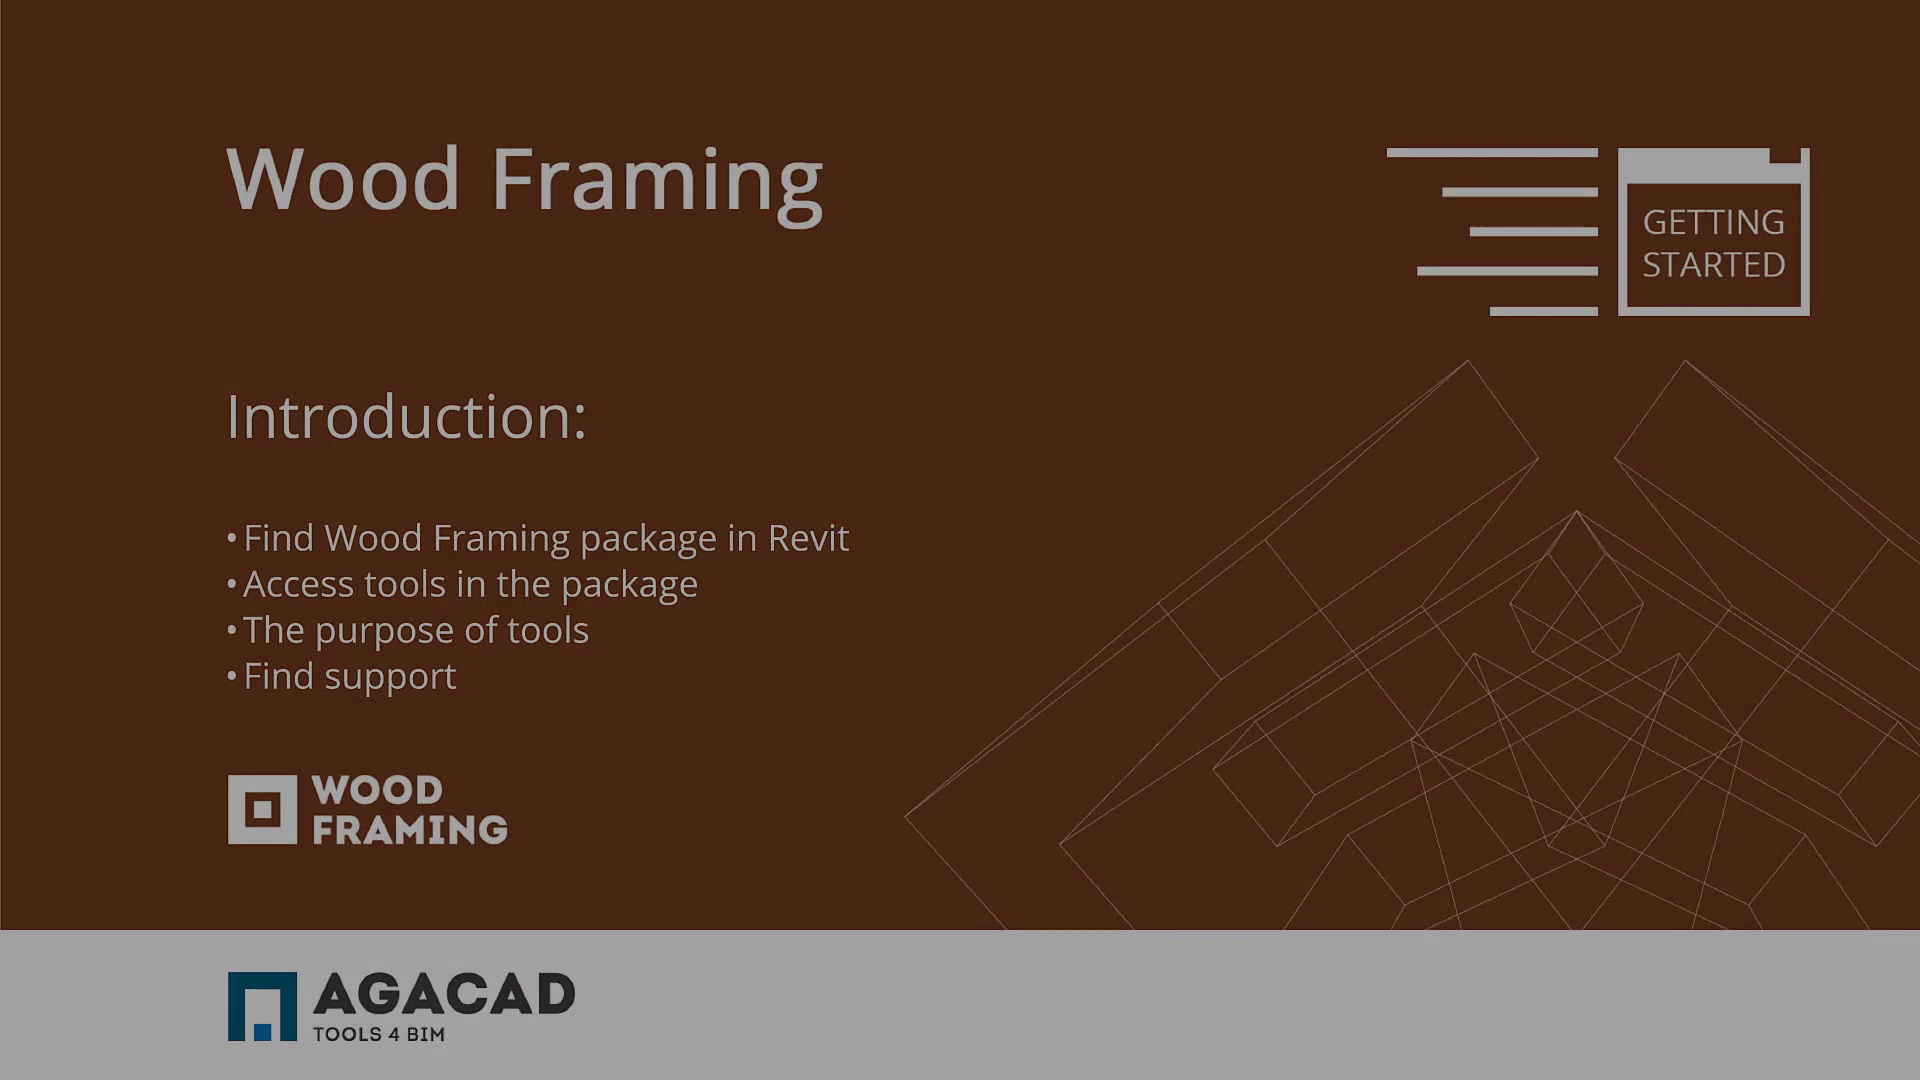 Wood Framing
GETTING
STARTED
Introduction:
• Find Wood Framing package in Revit
• Access tools in the package
• The purpose of tools
• Find support
WOOD
FRAMING
AGACAD
TOOLS 4 BIM